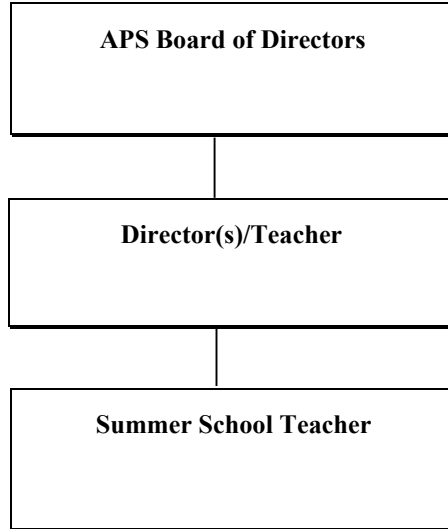 APS Board of Directors
Director(s)/Teacher
Summer School Teacher